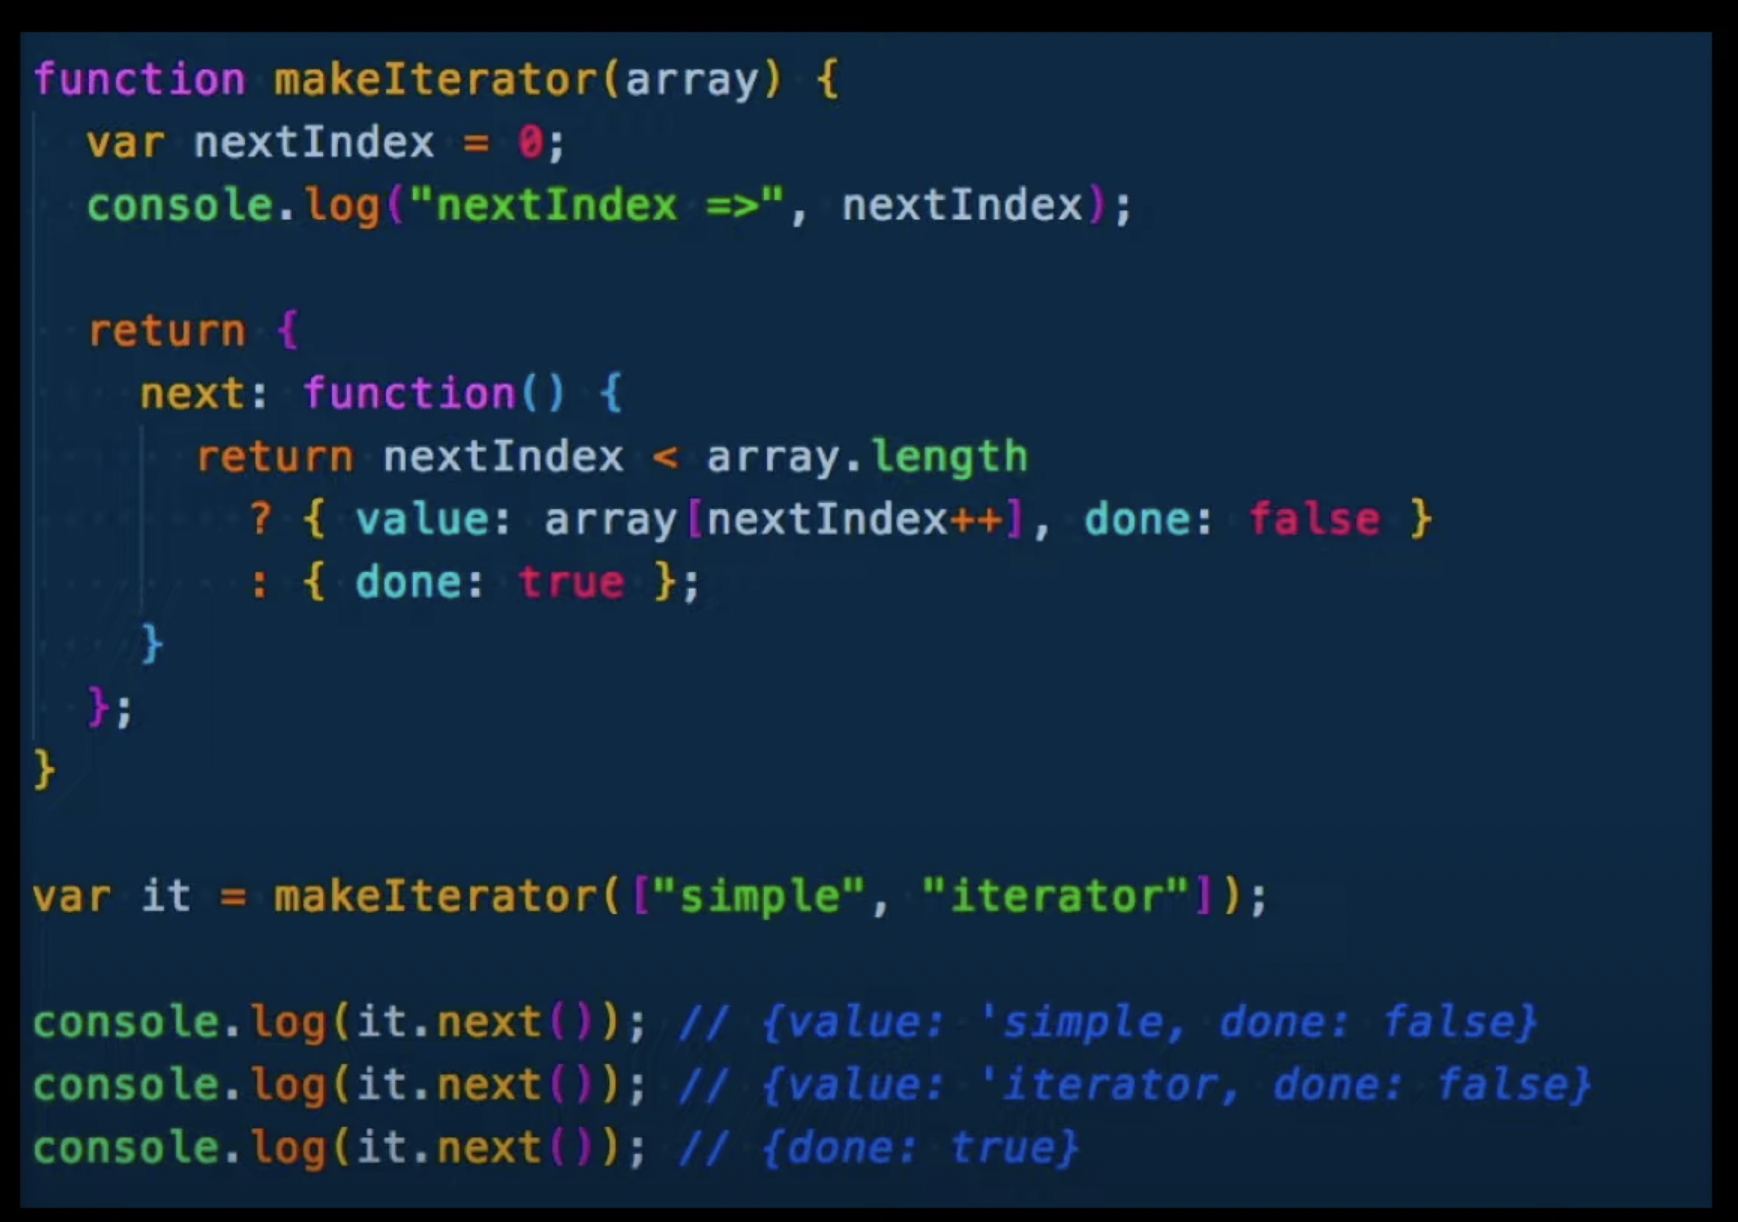 function makeIterator(array) {
  var nextIndex = 0;
  console.log("nextIndex =>", nextIndex);

  return {
    next: function() {
      return nextIndex < array.length
        ? { value: array[nextIndex++], done: false }
        : { done: true };
    }
  };
}

var it = makeIterator(["simple", "iterator"]);

console.log(it.next()); // {value: 'simple, done: false}
console.log(it.next()); // {value: 'iterator, done: false}
console.log(it.next()); // {done: true}